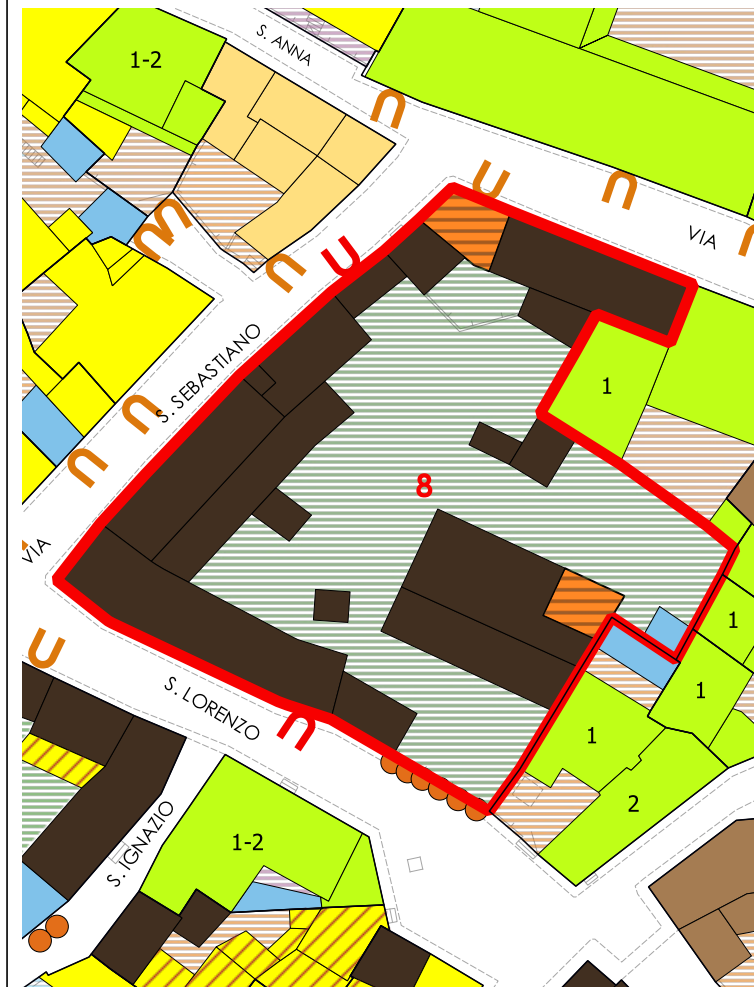 S. ANNA
1-2
VIA
S. SEBASTIANO
1
8
VIA
1
1
S. LORENZO
1
2
S. IGNAZIO
1-2